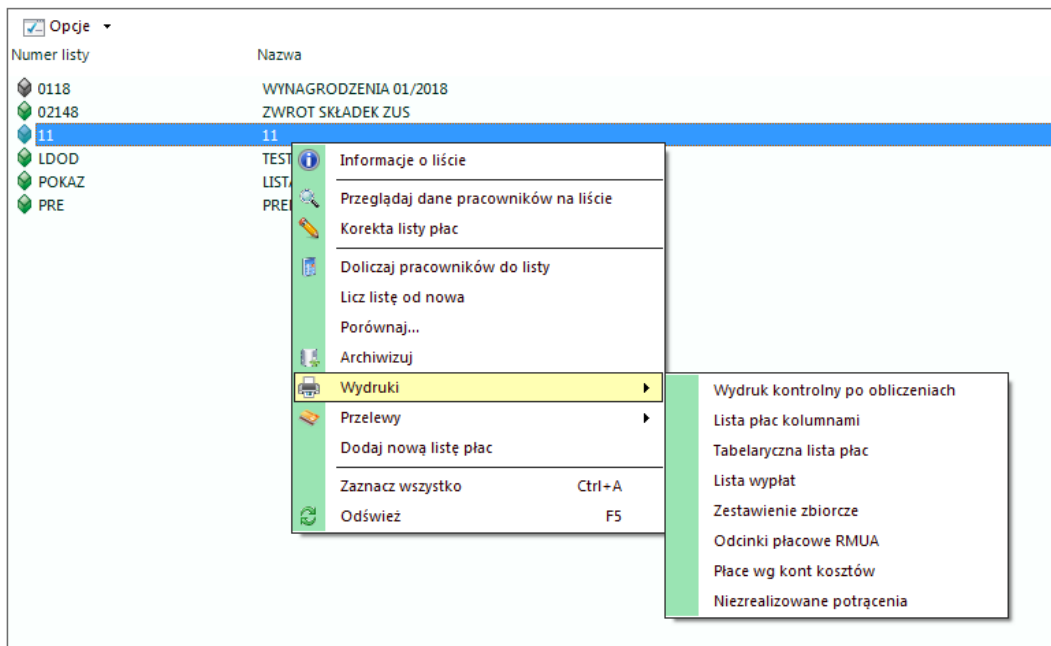 Opcje
Numer listy Nazwa
0118 WYNAGRODZENIA 01/2018
02148 ZWROT SKŁADEK ZUS
11 11
LDOD TEST
POKAZ LISTA
PRE
Informacje o liście
Przeglądaj dane pracowników na liście
Korekta listy płac
Doliczaj pracowników do listy
Licz listę od nowa
Porównaj...
Archiwizuj
Wydruki
Przelewy
Dodaj nową listę płac
Zaznacz wszystko Ctrl+A
Odśwież F5
Wydruk kontrolny po obliczeniach
Lista płac kolumnami
Tabelaryczna lista płac
Lista wypłat
Zestawienie zbiorcze
Odcinki płacowe RMUA
Płace wg kont kosztów
Niezrealizowane potrącenia